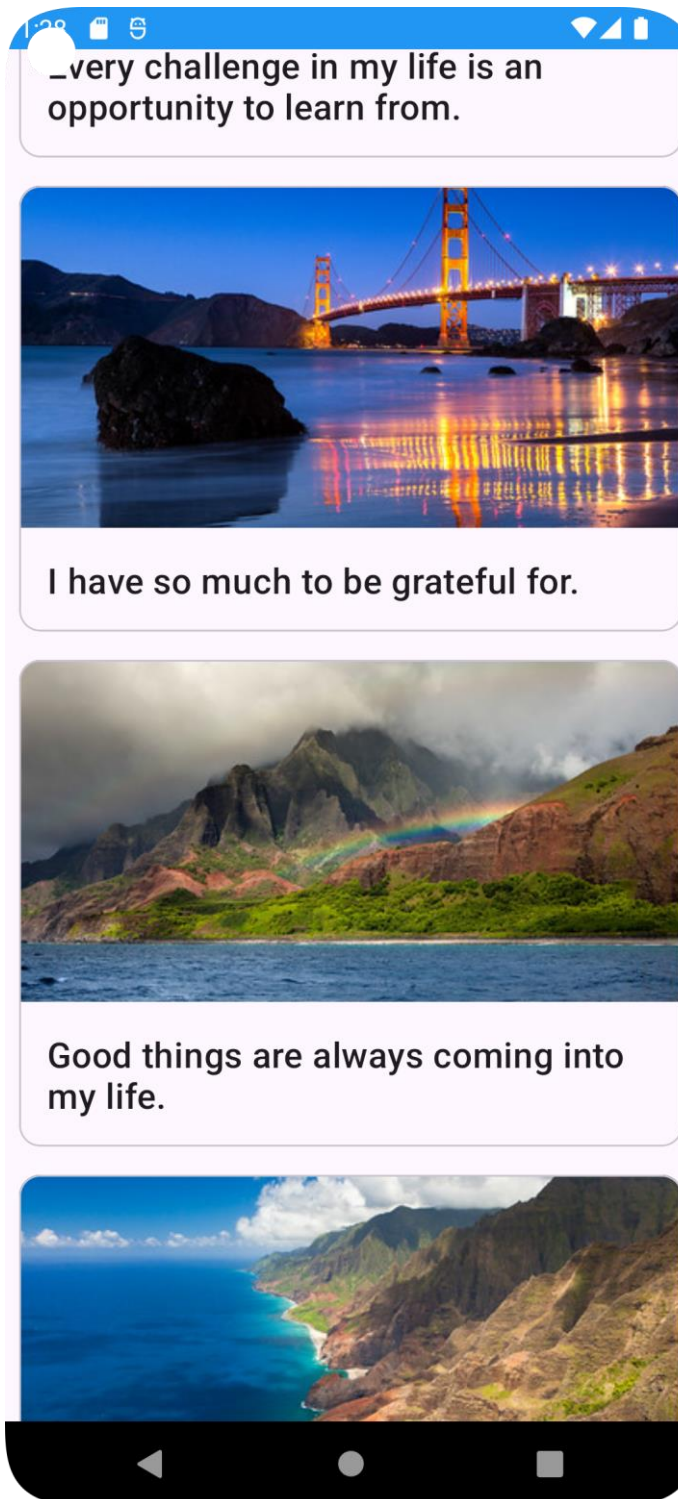 Every challenge in my life is an
opportunity to learn from.
I have so much to be grateful for.
Good things are always coming into
my life.